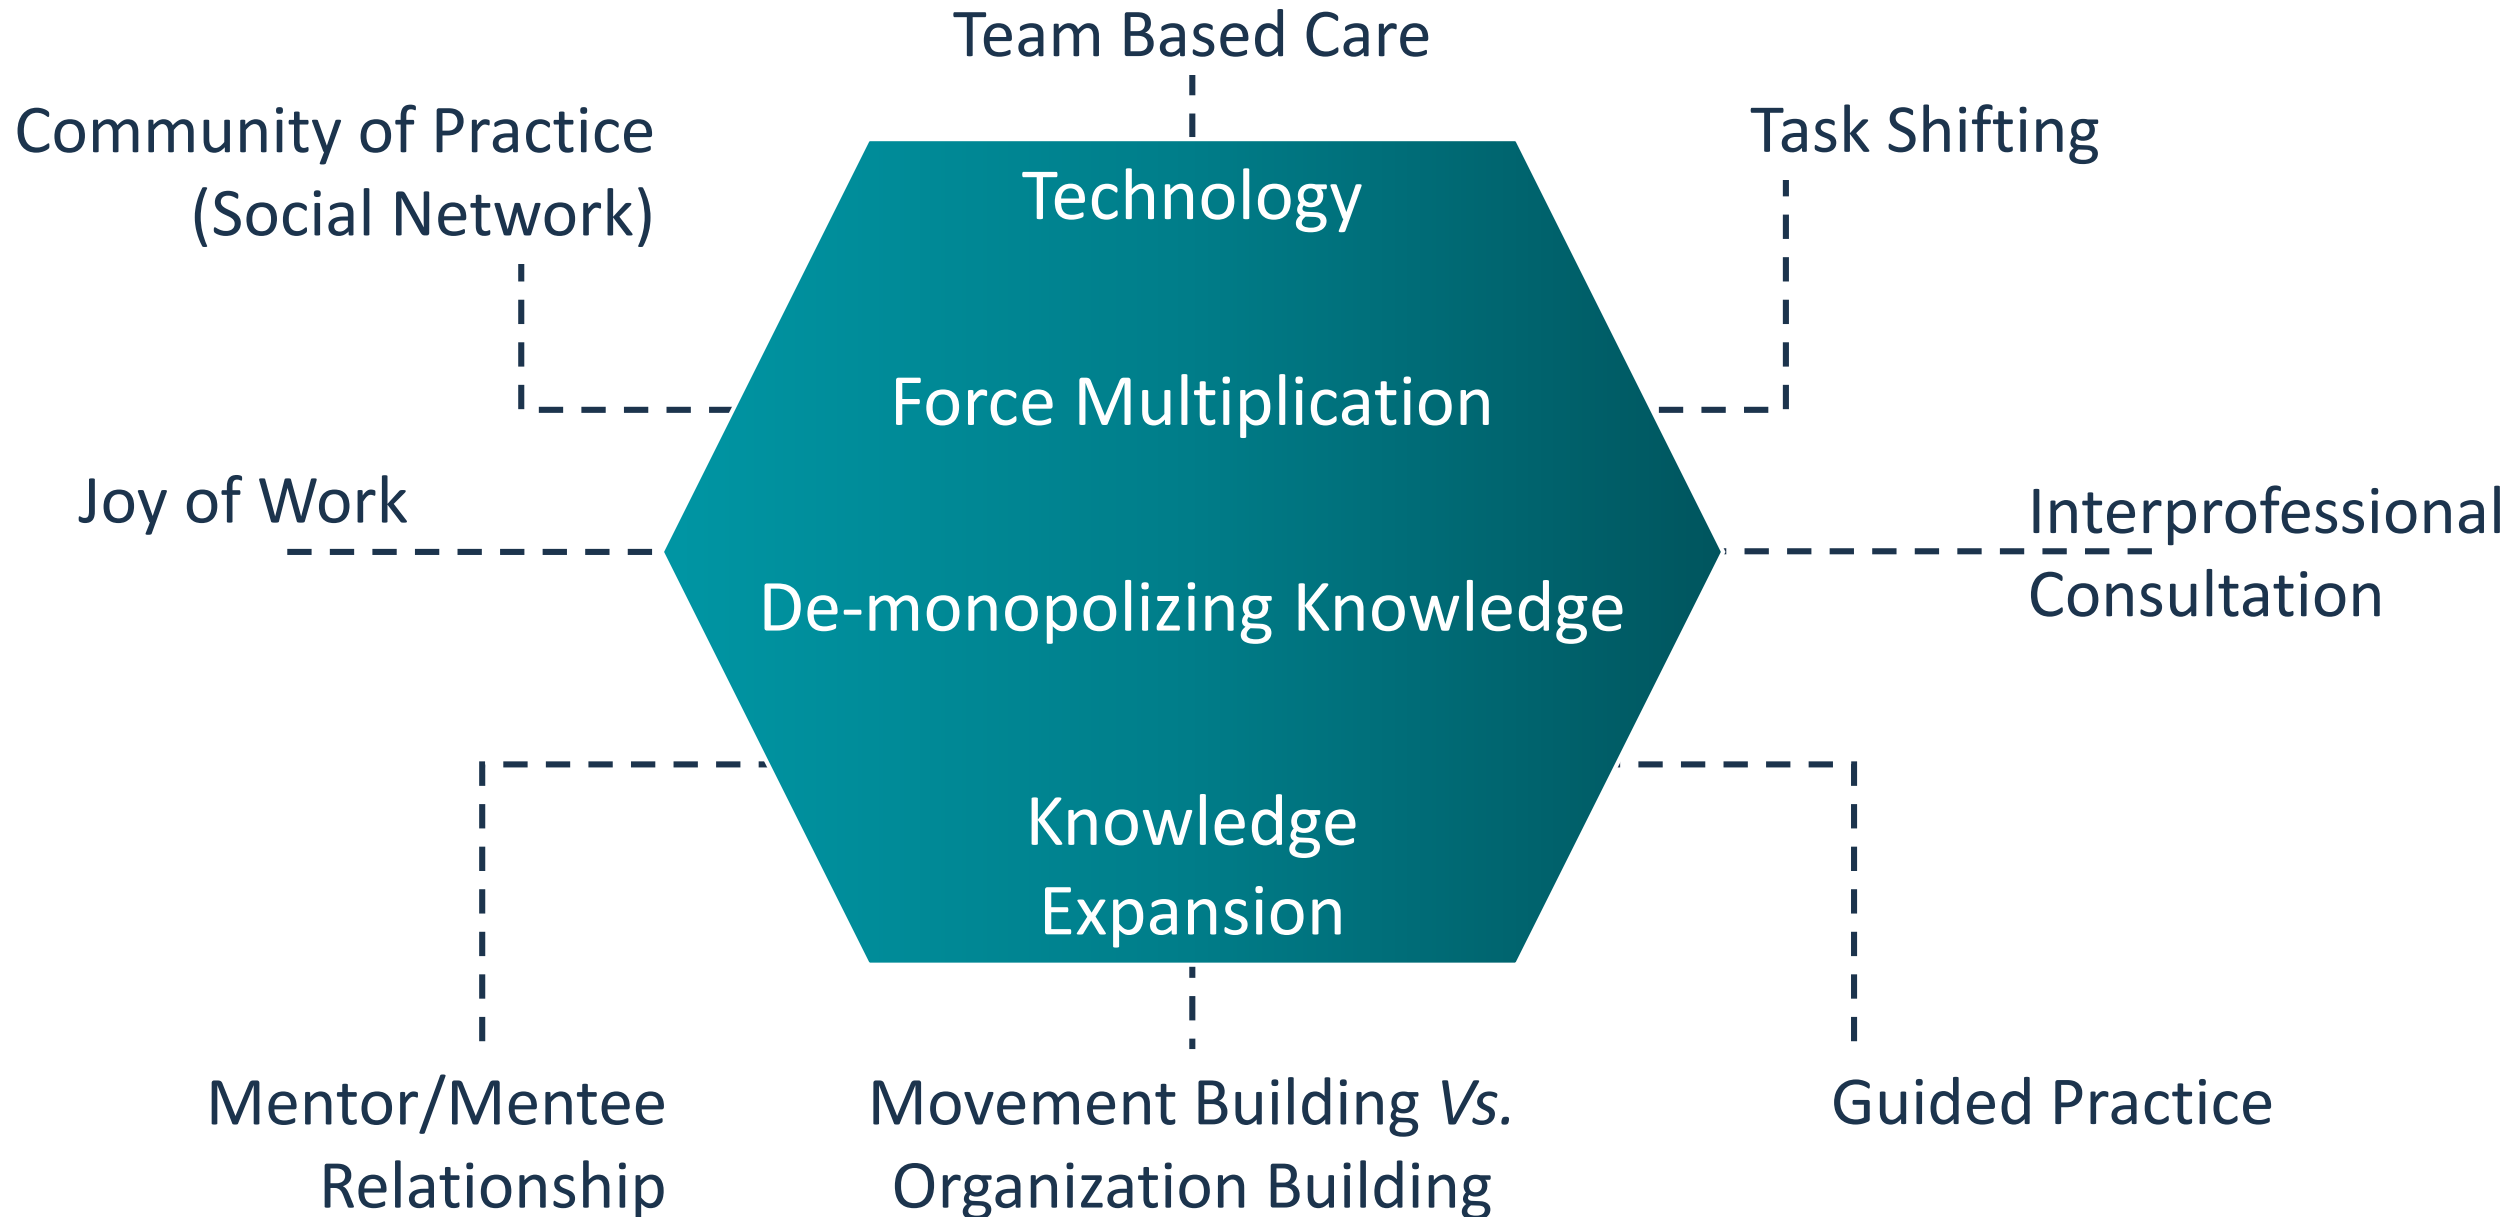 Team Based Care
Community of Practice
(Social Network)
Task Shifting
Technology
Force Multiplication
Joy of Work
Interprofessional
Consultation
De-monopolizing Knowledge
Knowledge
Expansion
Mentor/Mentee
Relationship
Movement Building Vs.
Organization Building
Guided Practice